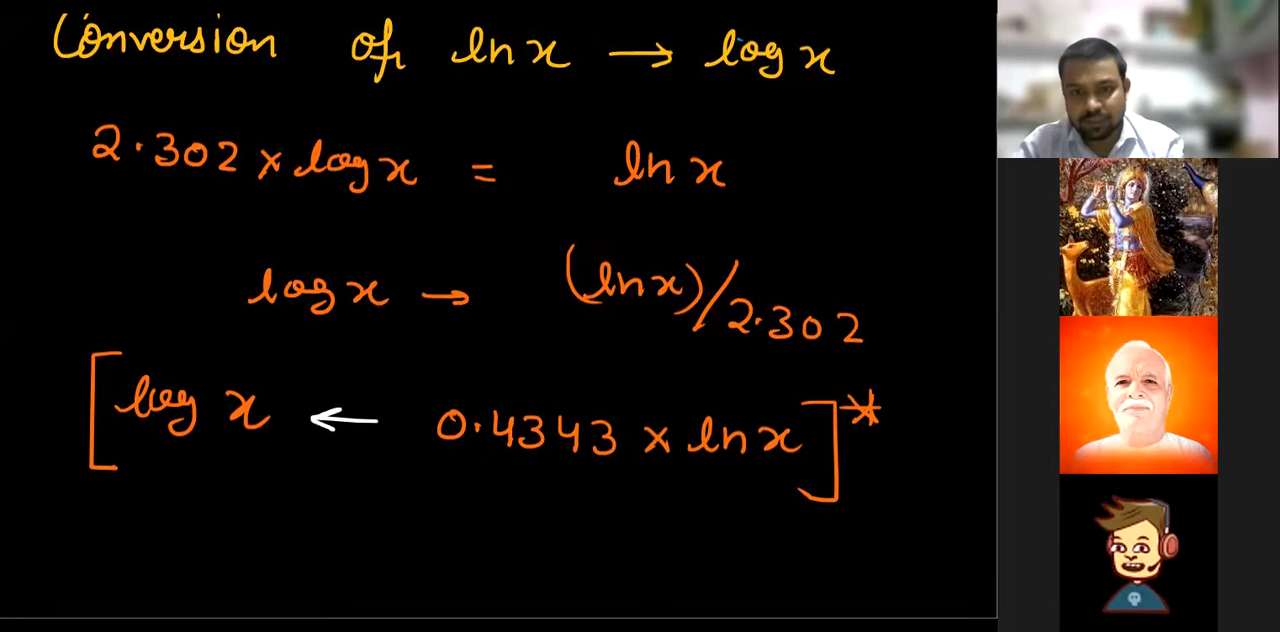 Conversion of ln x → log x
2.302 × log x = ln x
log x → (ln x)/2.302
[log x ← 0.4343 × ln x]*